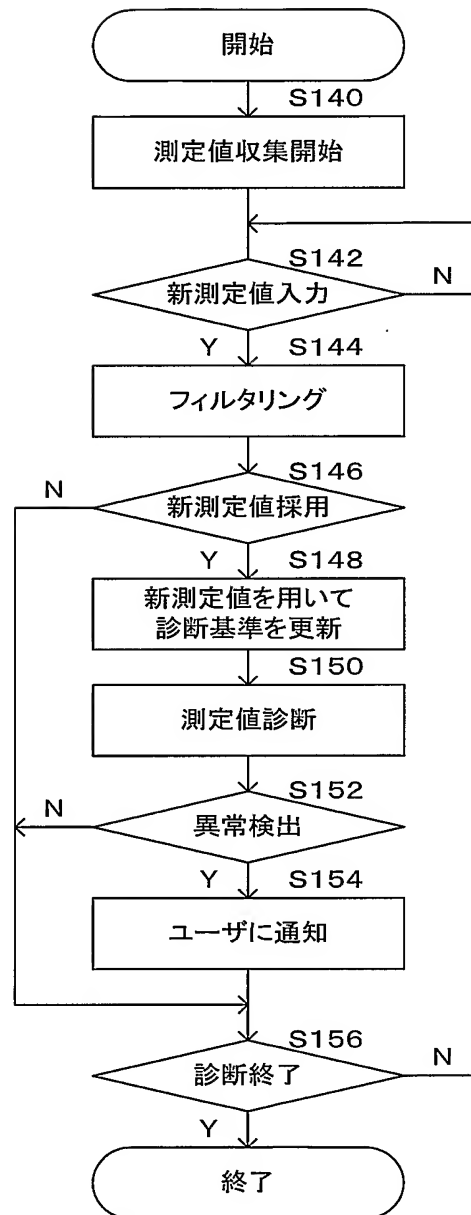 開始
S140
測定値収集開始
S142
新測定値入力
N
Y
S144
フィルタリング
S146
N
新測定値採用
Y
S148
新測定値を用いて
診断基準を更新
S150
測定値診断
S152
N
異常検出
Y
S154
ユーザに通知
S156
診断終了
N
Y
終了